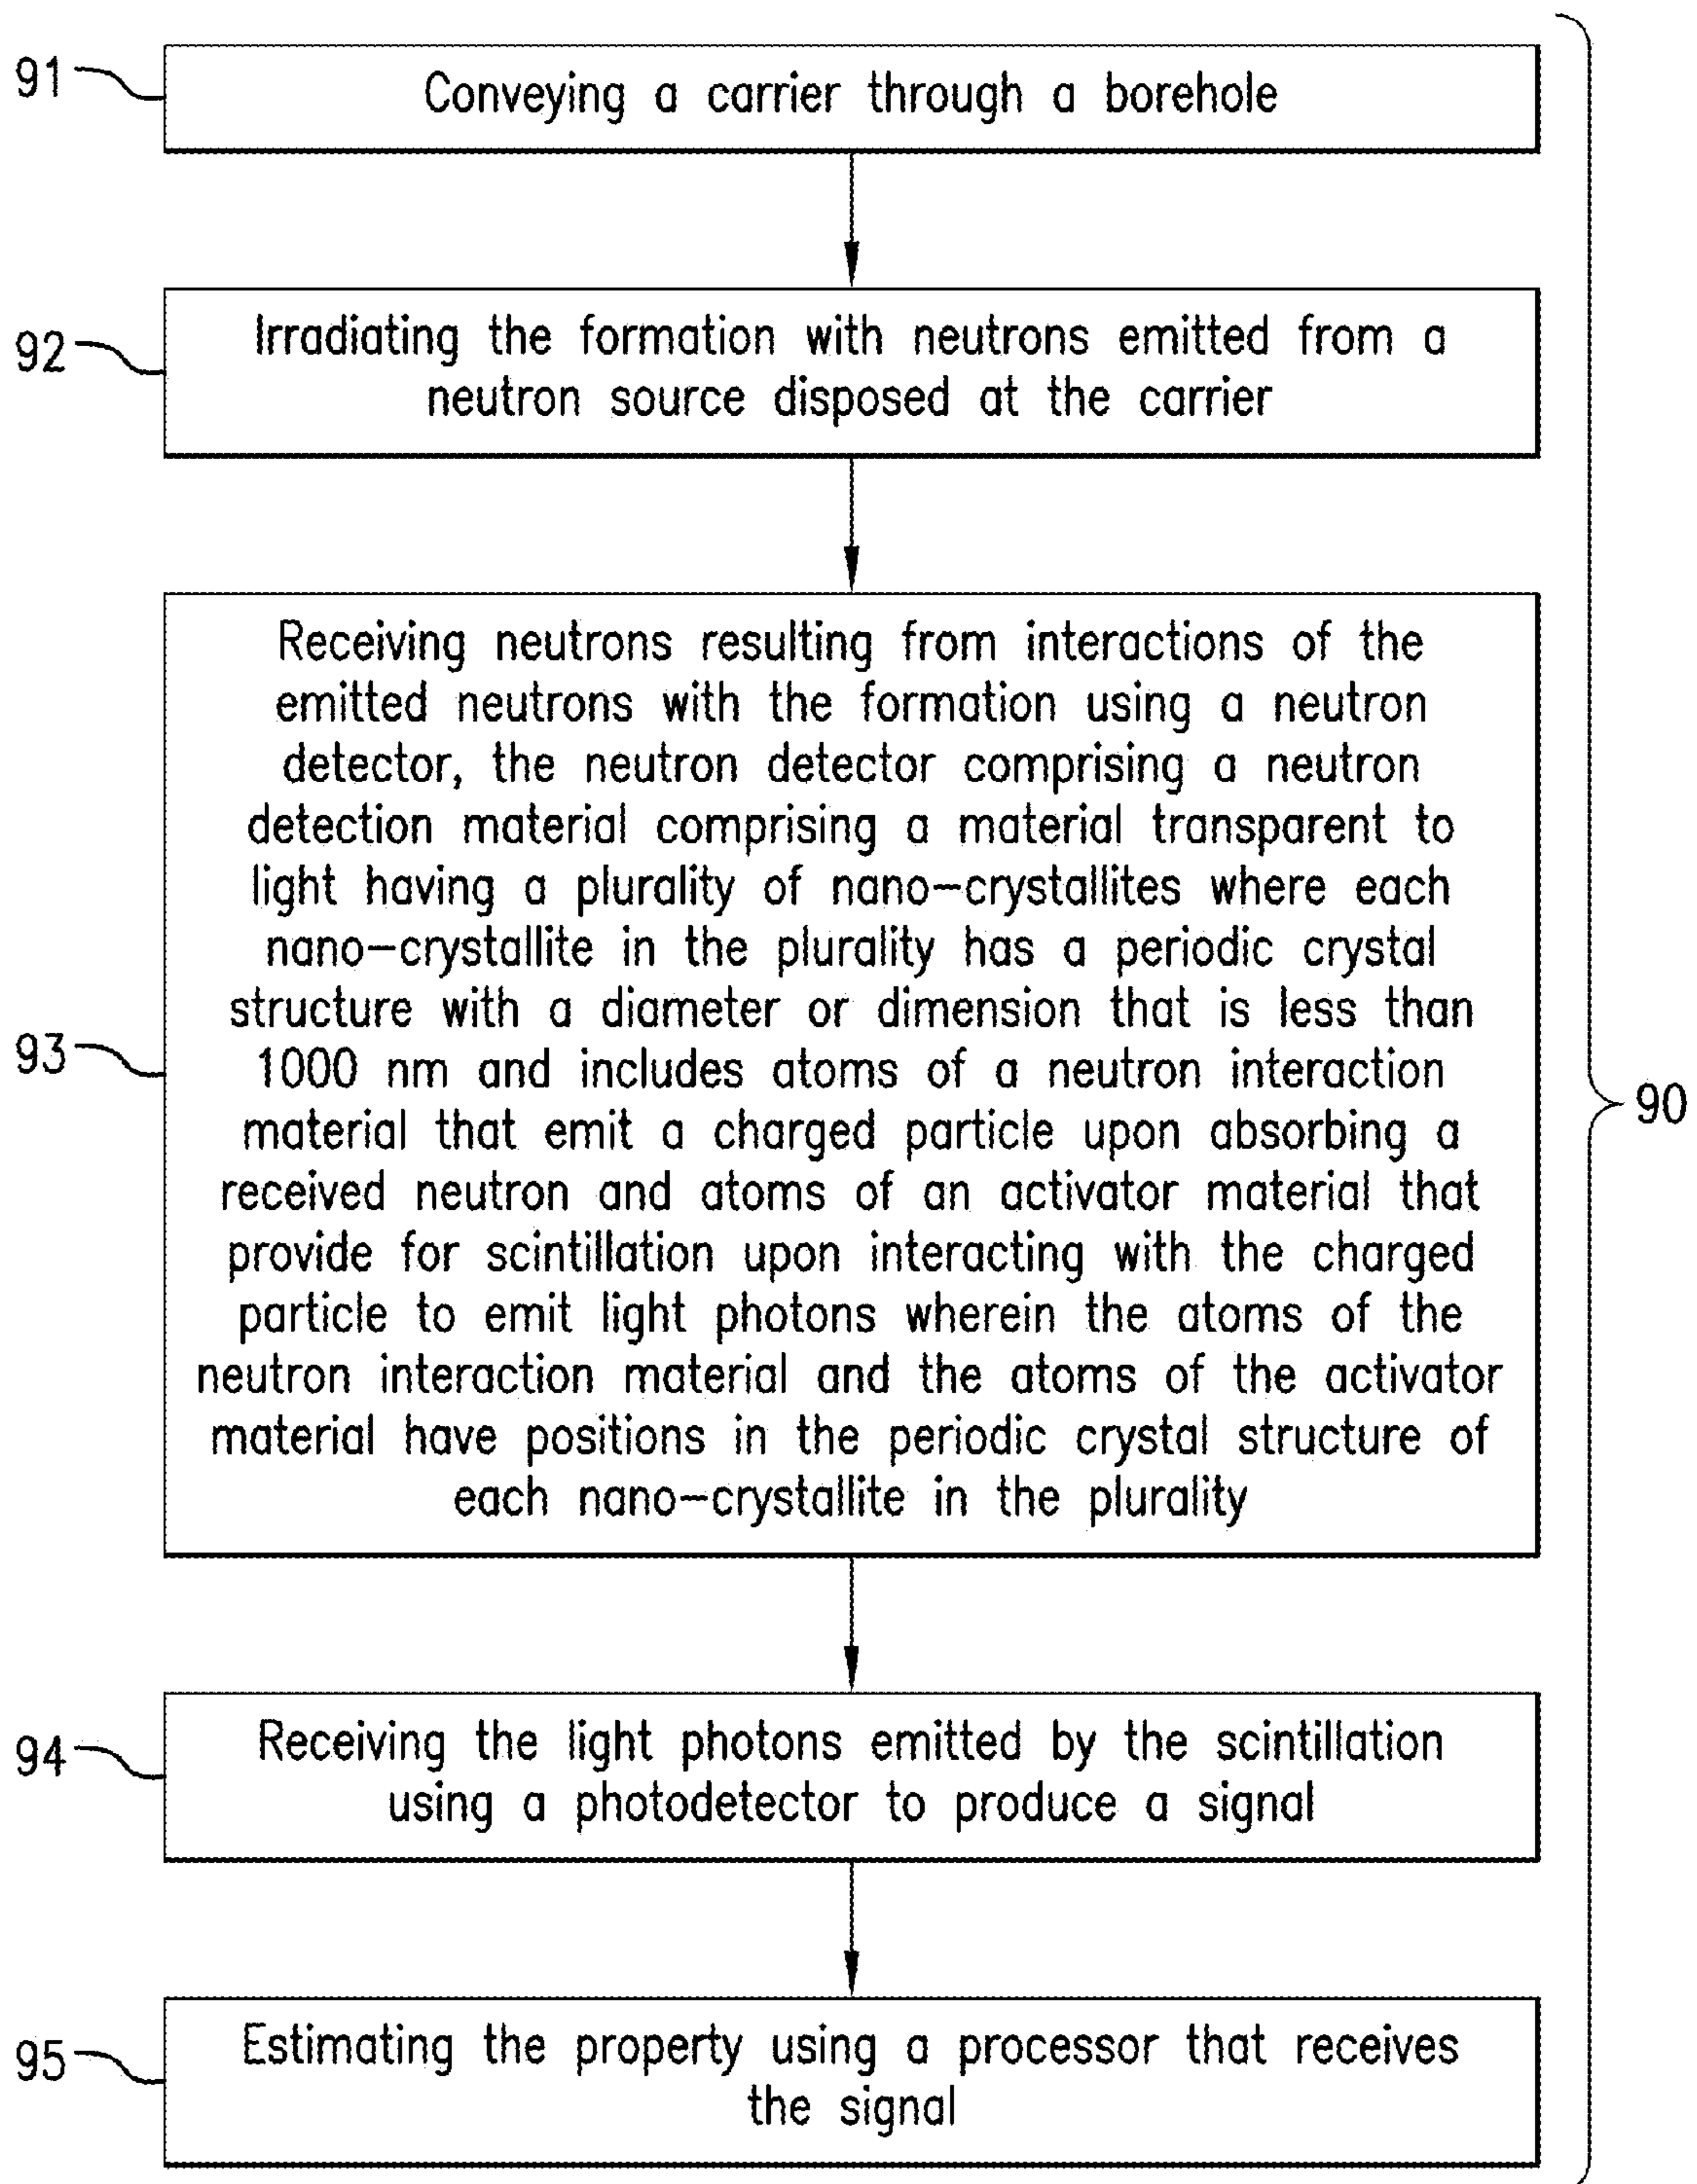 91
Conveying a carrier through a borehole
92
Irradiating the formation with neutrons emitted from a
neutron source disposed at the carrier
93
Receiving neutrons resulting from interactions of the
emitted neutrons with the formation using a neutron
detector, the neutron detector comprising a neutron
detection material comprising a material transparent to
light having a plurality of nano-crystallites where each
nano-crystallite in the plurality has a periodic crystal
structure with a diameter or dimension that is less than
1000 nm and includes atoms of a neutron interaction
material that emit a charged particle upon absorbing a
received neutron and atoms of an activator material that
provide for scintillation upon interacting with the charged
particle to emit light photons wherein the atoms of the
neutron interaction material and the atoms of the activator
material have positions in the periodic crystal structure of
each nano-crystallite in the plurality
90
94
Receiving the light photons emitted by the scintillation
using a photodetector to produce a signal
95
Estimating the property using a processor that receives
the signal